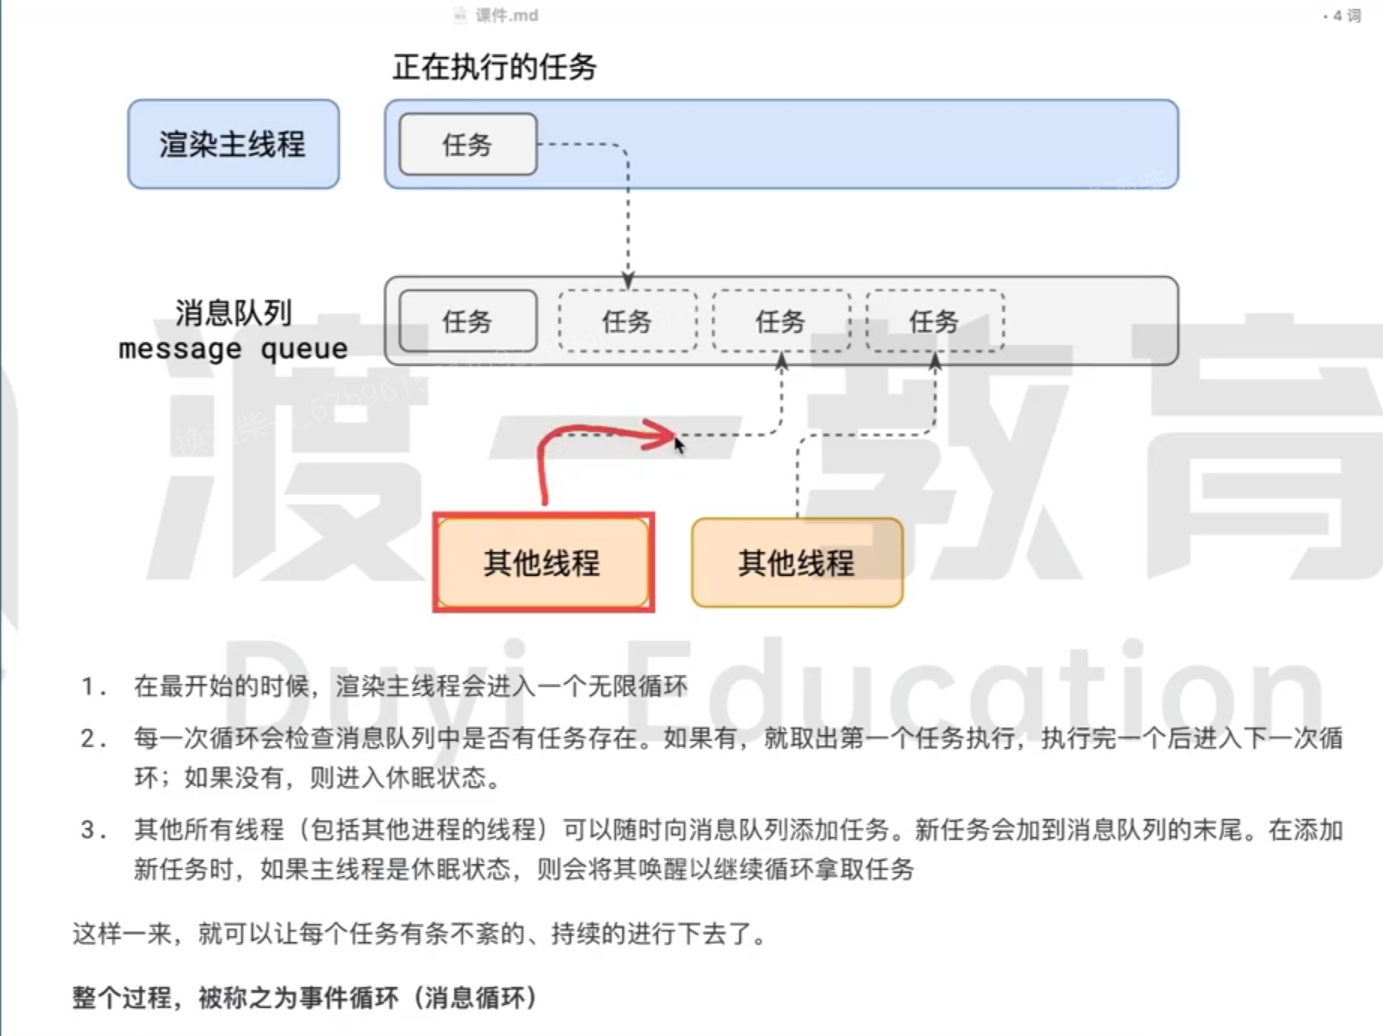 课件.md
· 4 词
正在执行的任务
渲染主线程
任务
消息队列
message queue
任务
任务
任务
任务
其他线程
其他线程
渡一教育
Duyi Education
1. 在最开始的时候，渲染主线程会进入一个无限循环
2. 每一次循环会检查消息队列中是否有任务存在。如果有，就取出第一个任务执行，执行完一个后进入下一次循
环；如果没有，则进入休眠状态。
3. 其他所有线程（包括其他进程的线程）可以随时向消息队列添加任务。新任务会加到消息队列的末尾。在添加
新任务时，如果主线程是休眠状态，则会将其唤醒以继续循环拿取任务
这样一来，就可以让每个任务有条不紊的、持续的进行下去了。
整个过程，被称之为事件循环（消息循环）